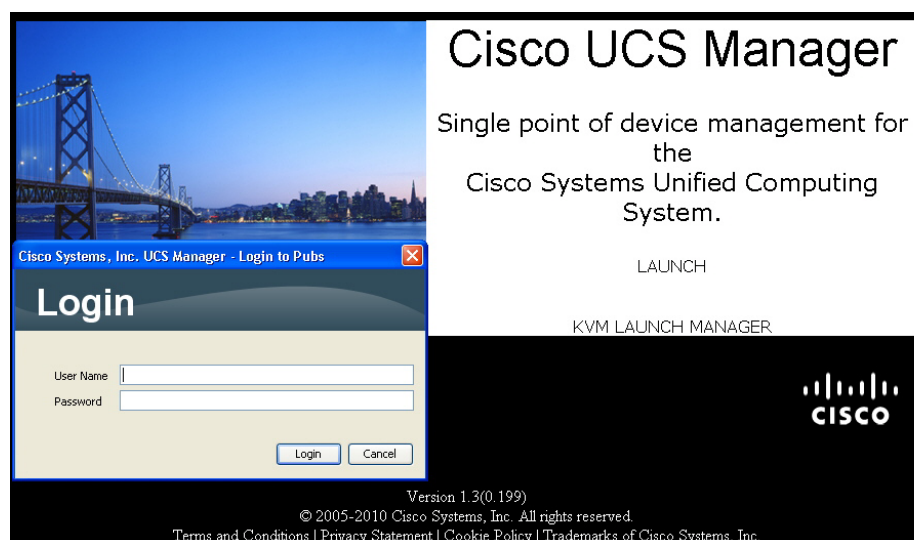 Cisco UCS Manager
Single point of device management for
the
Cisco Systems Unified Computing
System.
LAUNCH
KVM LAUNCH MANAGER
Cisco Systems, Inc. UCS Manager - Login to Pubs
Login
User Name
Password
Login Cancel
CISCO
Version 1.3(0.199)
© 2005-2010 Cisco Systems, Inc. All rights reserved.
Terms and Conditions | Privacy Statement | Cookie Policy | Trademarks of Cisco Systems, Inc.